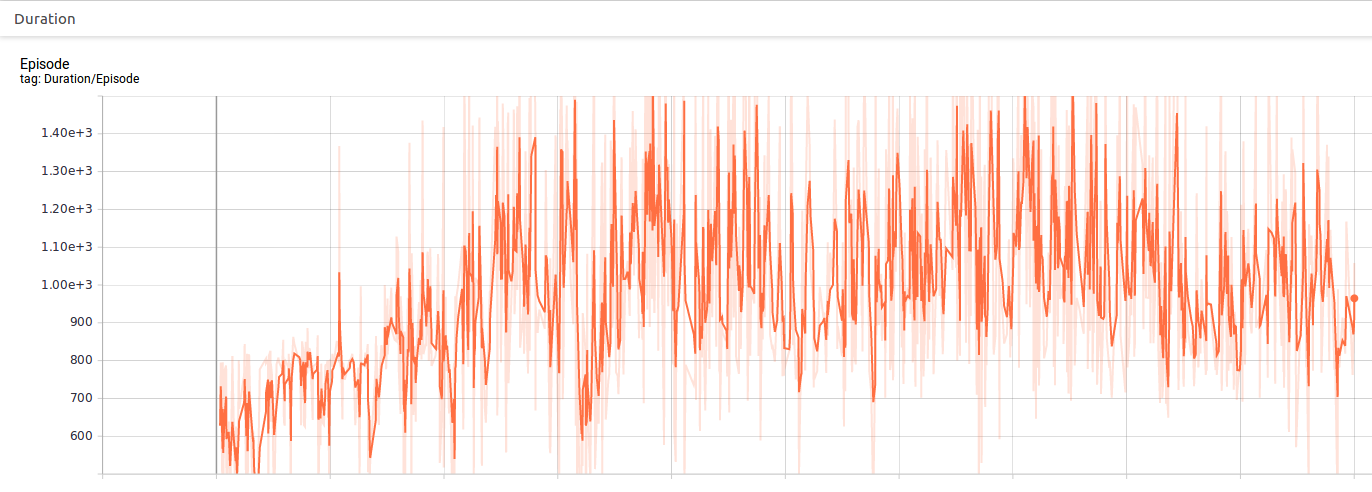 Duration
Episode
tag: Duration/Episode
1.40e+3
1.30e+3
1.20e+3
1.10e+3
1.00e+3
900
800
700
600